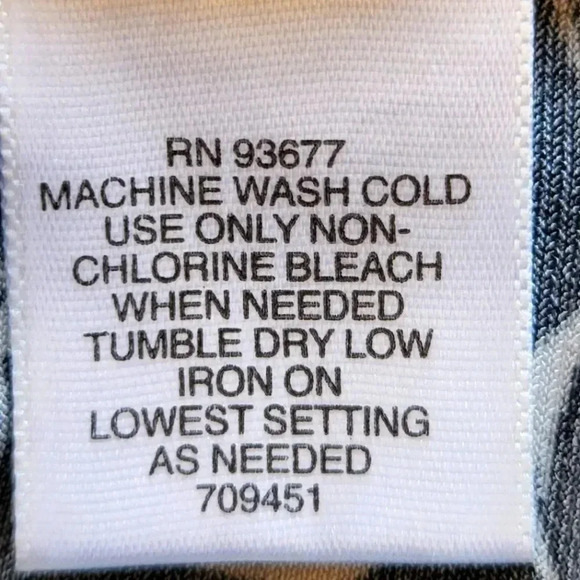 RN 93677
MACHINE WASH COLD
USE ONLY NON-
CHLORINE BLEACH
WHEN NEEDED
TUMBLE DRY LOW
IRON ON
LOWEST SETTING
AS NEEDED
709451